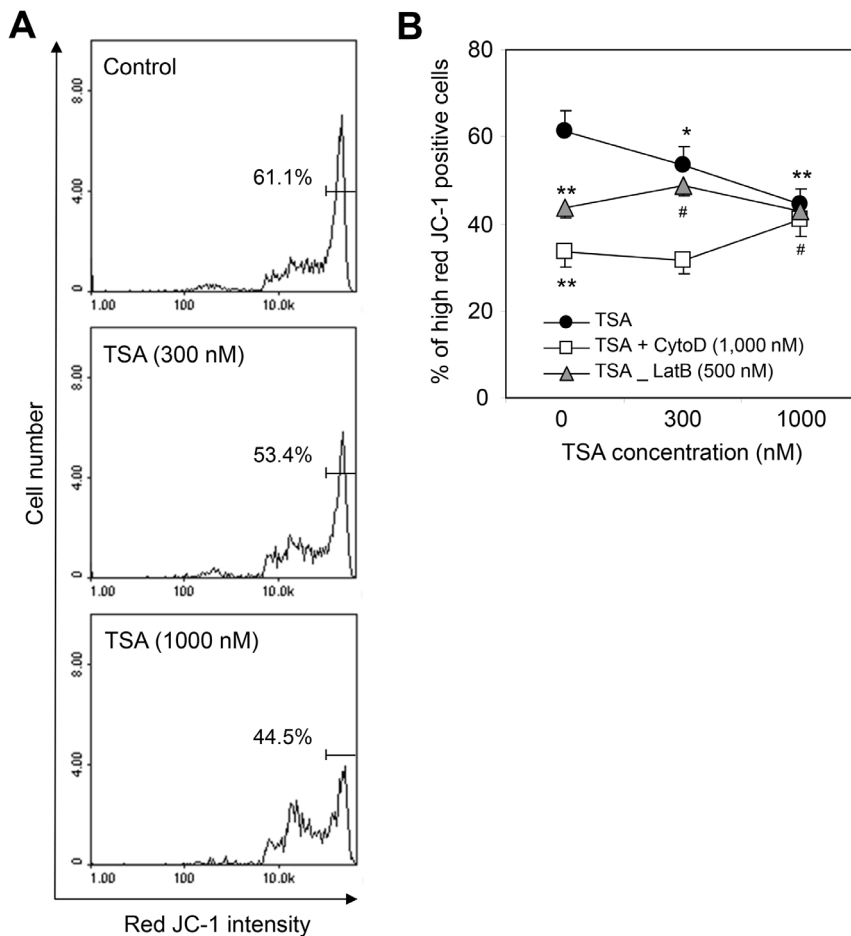 A
Control
8.00
4.00
0
61.1%
1.00
100
10.0k
TSA (300 nM)
8.00
4.00
0
53.4%
1.00
100
10.0k
TSA (1000 nM)
8.00
4.00
0
44.5%
1.00
100
10.0k
Cell number
Red JC-1 intensity
B
% of high red JC-1 positive cells
80
60
40
20
0
*
**
**
#
#
**
TSA
TSA + CytoD (1,000 nM)
TSA _ LatB (500 nM)
0
300
1000
TSA concentration (nM)